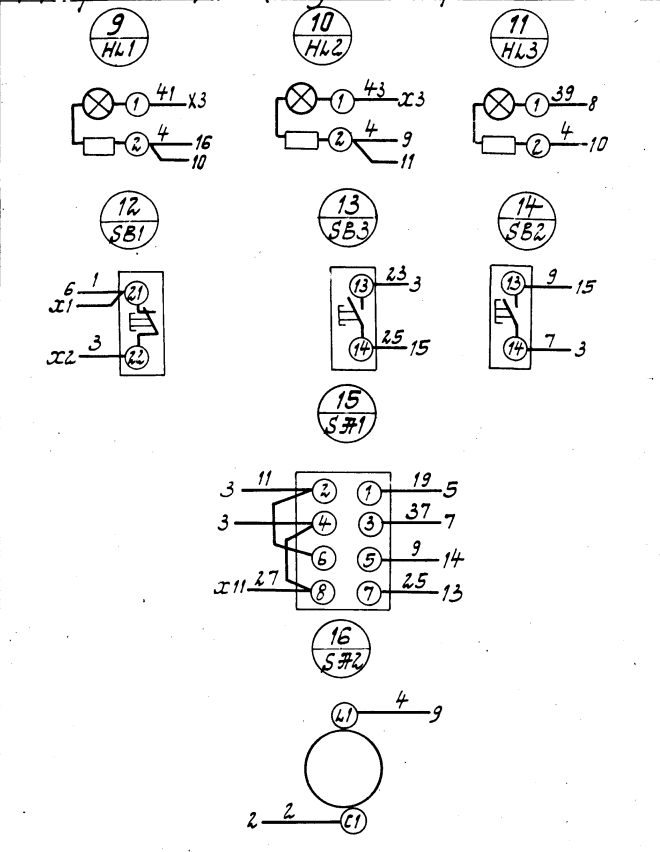 9 10 11
HL1 HL2 HL3
1 41 X3 1 43 X3 1 39 8
2 4 16 2 4 9 2 4 10
10 11
12 13 14
SB1 SB3 SB2
6 1 21 13 23 3 13 9 15
X1
X2 3 22 14 25 15 14 7 3
15
SA1
3 11 2 1 19 5
3 4 3 37 7
6 5 9 14
X11 27 8 7 25 13
16
SA2
L1 4 9
2 2 C1